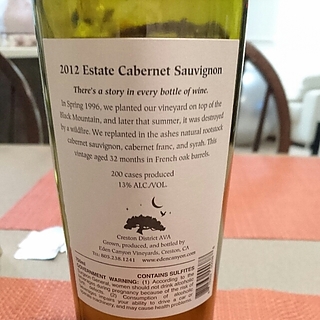 2012 Estate Cabernet Sauvignon
There's a story in every bottle of wine.
In Spring 1996, we planted our vineyard on top of the
Black Mountain, and later that summer, it was destroyed
by a wildfire. We replanted in the ashes natural rootstock
cabernet sauvignon, cabernet franc, and syrah. This
vintage aged 32 months in French oak barrels.
200 cases produced
13% ALC/VOL.
Creston District AVA
Grown, produced, and bottled by
Eden Canyon Vineyards, Creston, CA
www.edencanyon.com
CONTAINS SULFITES
GOVERNMENT WARNING: (1) According to the
General, women should not drink alcoholic
during pregnancy because of the risk of
(2) Consumption of alcoholic
impairs your ability to drive a car or
machinery, and may cause health problems